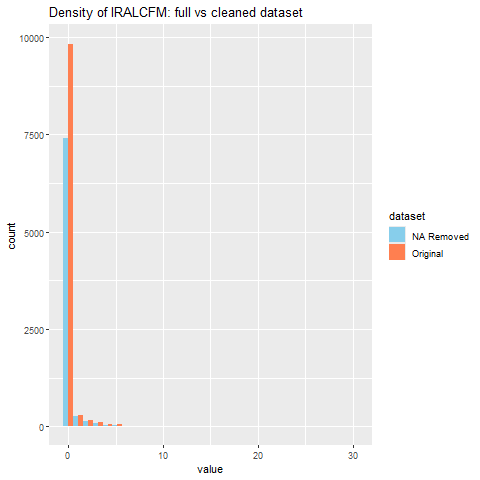 Density of IRALCFM: full vs cleaned dataset
10000
7500
5000
2500
0
count
0 10 20 30
value
dataset
NA Removed
Original